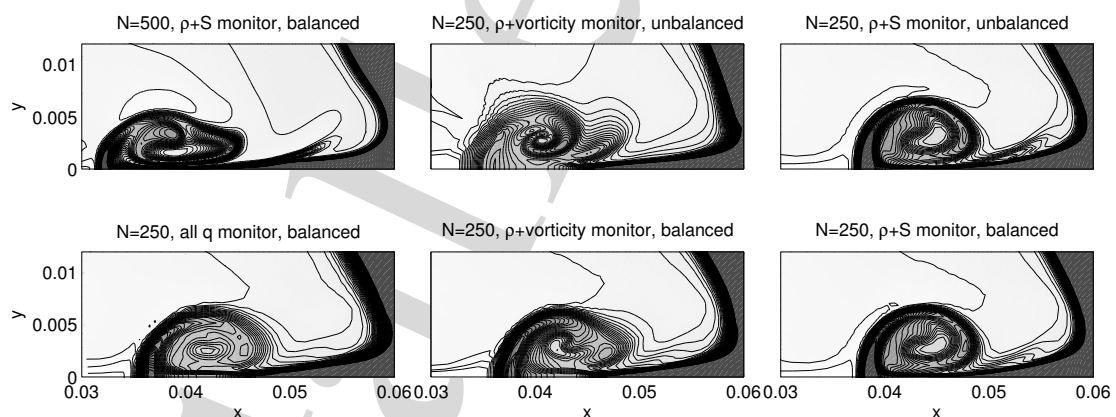 N=500, ρ+S monitor, balanced
N=250, ρ+vorticity monitor, unbalanced
N=250, ρ+S monitor, unbalanced
0.01
0.005
0
y
N=250, all q monitor, balanced
N=250, ρ+vorticity monitor, balanced
N=250, ρ+S monitor, balanced
0.01
0.005
0
y
0.03 0.04 0.05 0.06
0.03 0.04 0.05 0.06
0.03 0.04 0.05 0.06
x
x
x